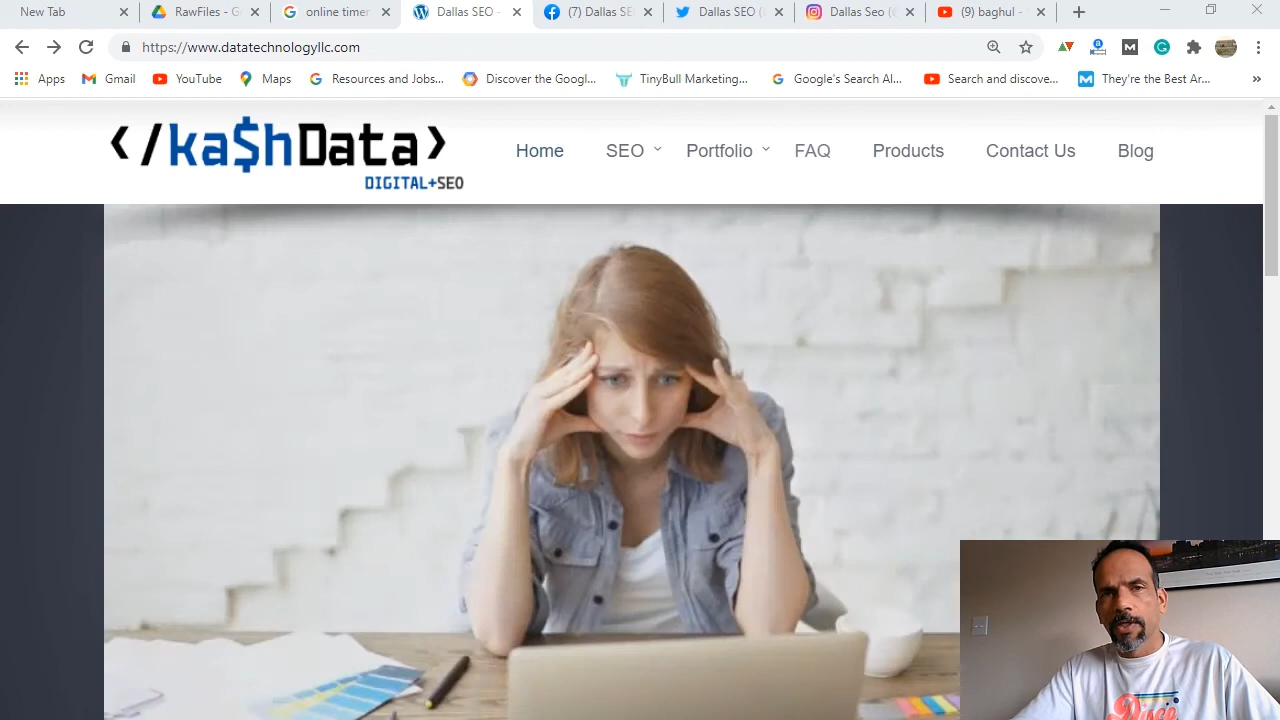 New Tab
RawFiles - G
online timer
Dallas SEO -
(7) Dallas SE
Dallas SEO (
DallasSeo (
(9) baghul -
https://www.datatechnologyllc.com
Apps
Gmail
YouTube
Maps
Resources and Jobs...
Discover the Googl...
TinyBull Marketing...
Google's Search Al...
Search and discove...
They're the Best Ar...
»
</ka$hData>
DIGITAL+SEO
Home
SEO
Portfolio
FAQ
Products
Contact Us
Blog
Disco